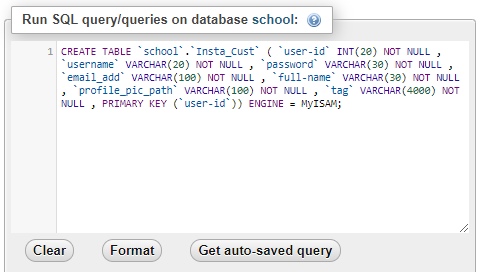 Run SQL query/queries on database school:
1 CREATE TABLE `school`.`Insta_Cust` ( `user-id` INT(20) NOT NULL ,
`username` VARCHAR(20) NOT NULL , `password` VARCHAR(30) NOT NULL ,
`email_add` VARCHAR(100) NOT NULL , `full-name` VARCHAR(30) NOT NULL
, `profile_pic_path` VARCHAR(100) NOT NULL , `tag` VARCHAR(4000) NOT
NULL , PRIMARY KEY (`user-id`)) ENGINE = MyISAM;
Clear Format Get auto-saved query